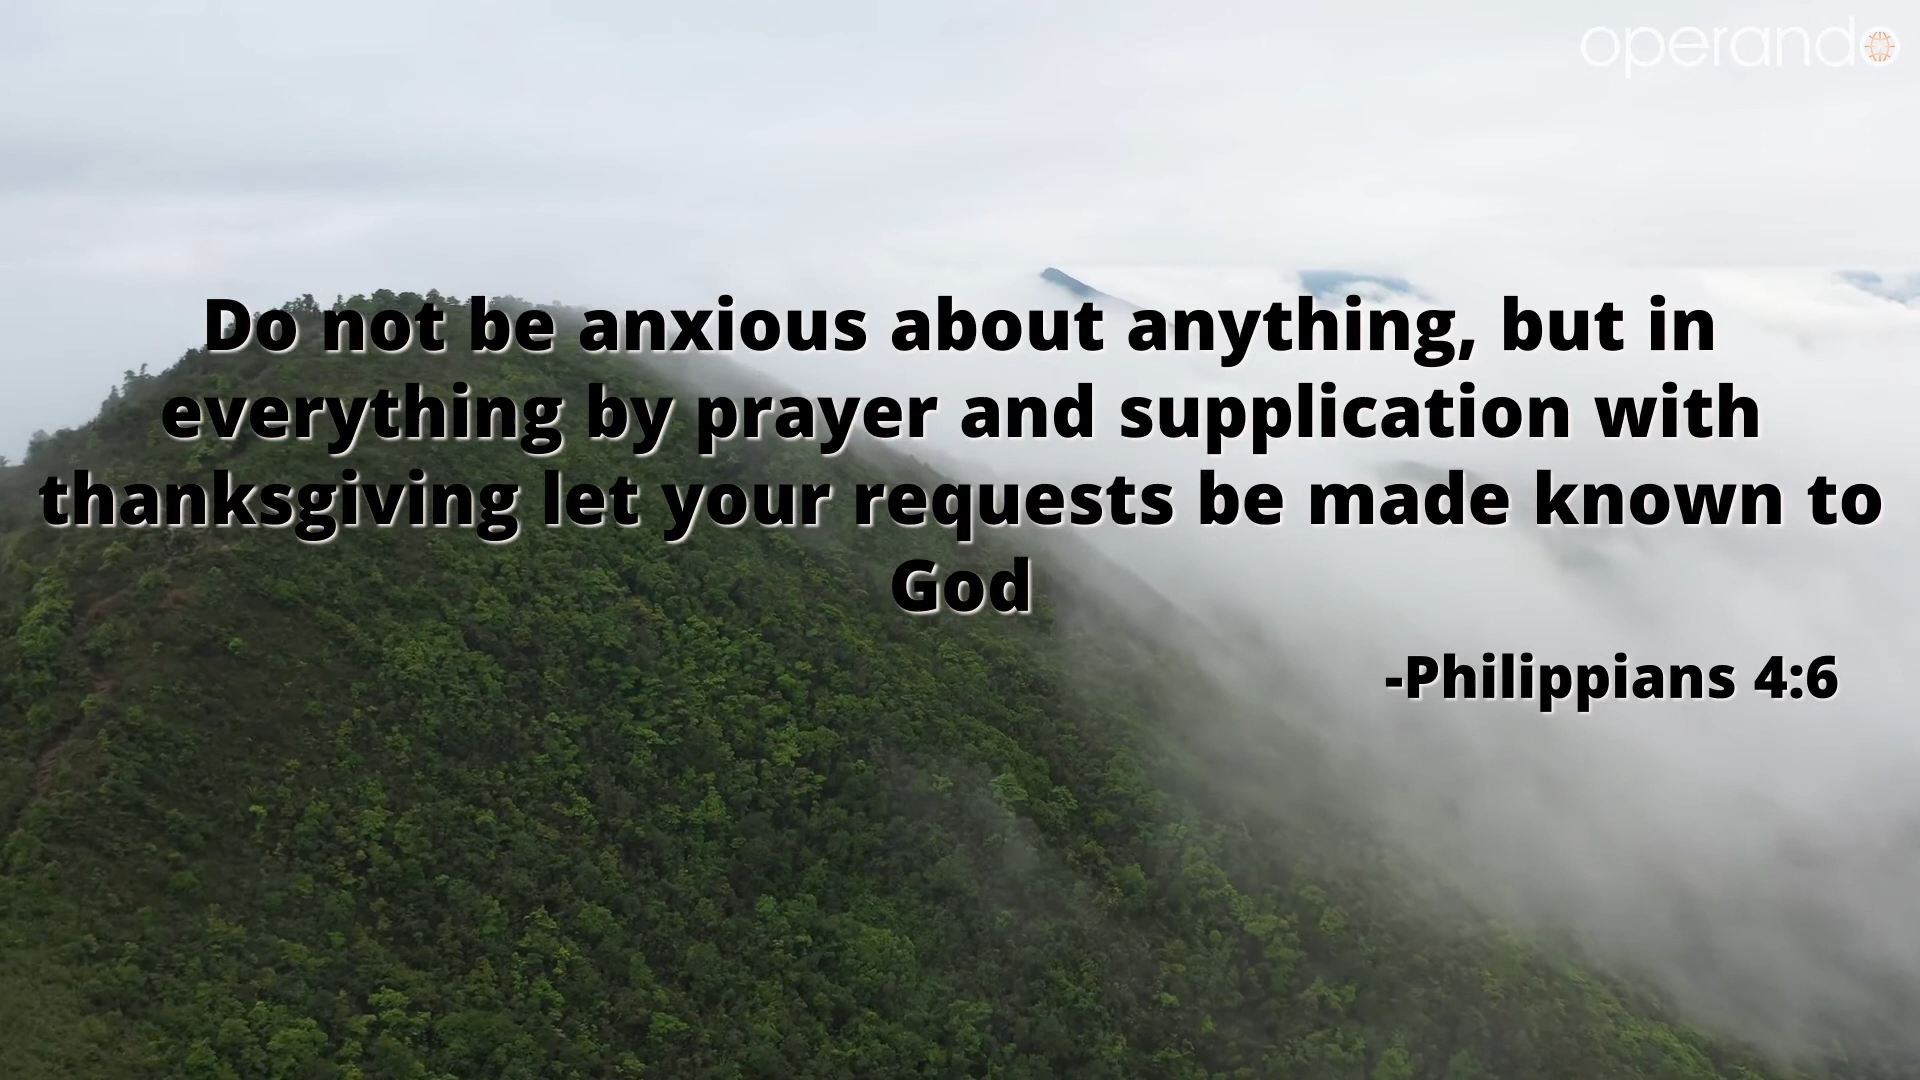 operando
Do not be anxious about anything, but in
everything by prayer and supplication with
thanksgiving let your requests be made known to
God
-Philippians 4:6